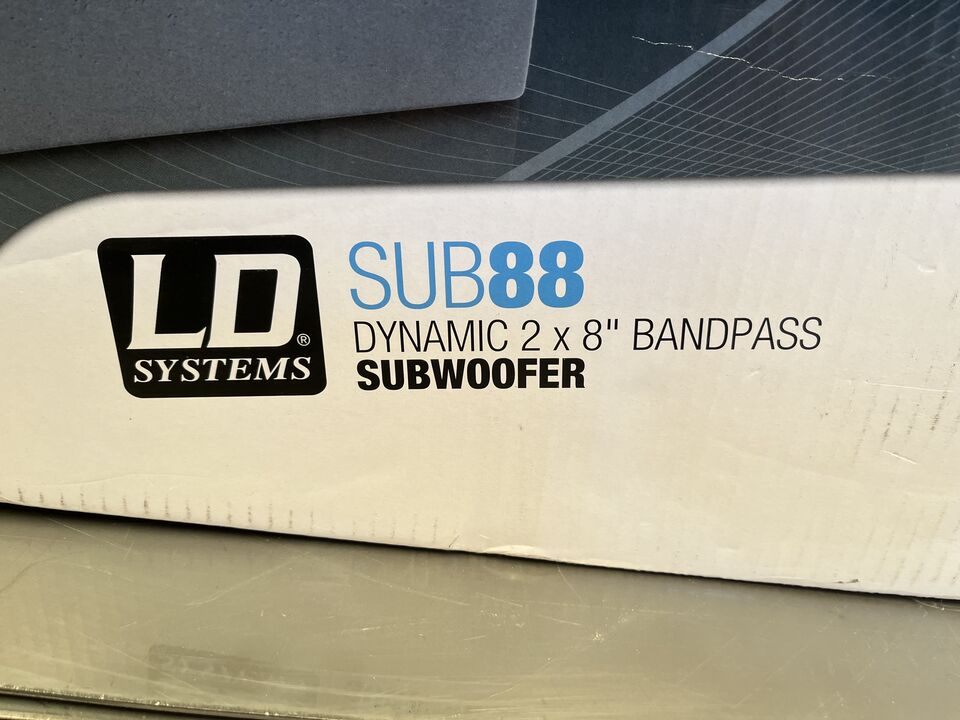 LD®
SYSTEMS
SUB88
DYNAMIC 2 x 8" BANDPASS
SUBWOOFER